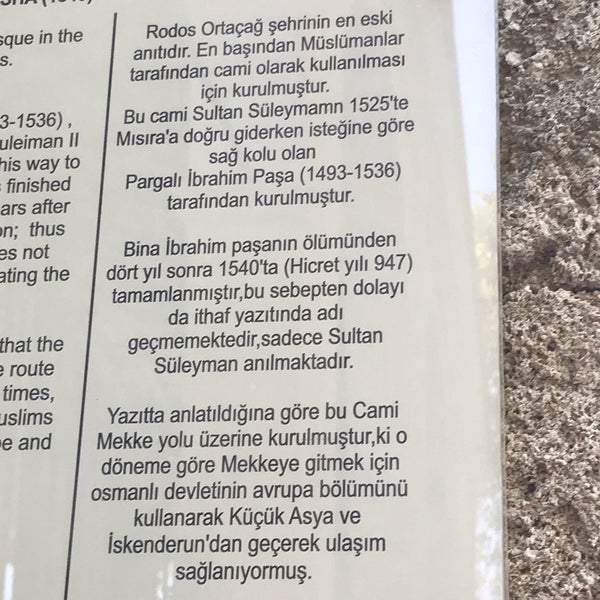 SHA (1540)
sque in the
s.
3-1536) ,
uleiman II
his way to
s finished
ars after
on; thus
es not
ating the
that the
e route
times,
uslims
pe and
Rodos Ortaçağ şehrinin en eski
anıtıdır. En başından Müslümanlar
tarafından cami olarak kullanılması
için kurulmuştur.
Bu cami Sultan Süleymamn 1525'te
Mısıra'a doğru giderken isteğine göre
sağ kolu olan
Pargalı İbrahim Paşa (1493-1536)
tarafından kurulmuştur.
Bina İbrahim paşanın ölümünden
dört yıl sonra 1540'ta (Hicret yılı 947)
tamamlanmıştır,bu sebepten dolayı
da ithaf yazıtında adı
geçmemektedir,sadece Sultan
Süleyman anılmaktadır.
Yazıtta anlatıldığına göre bu Cami
Mekke yolu üzerine kurulmuştur,ki o
döneme göre Mekkeye gitmek için
osmanlı devletinin avrupa bölümünü
kullanarak Küçük Asya ve
İskenderun'dan geçerek ulaşım
sağlanıyormuş.